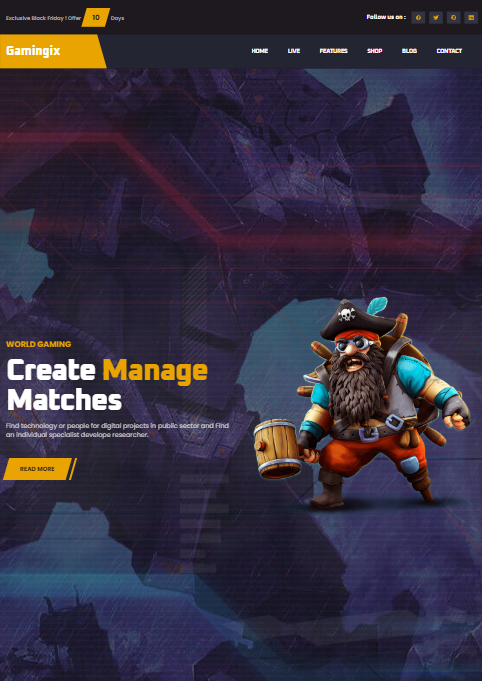 Exclusive Black Friday ! Offer 10 Days
Follow us on :
Gamingix
HOME LIVE FEATURES SHOP BLOG CONTACT
WORLD GAMING
Create Manage
Matches
Find technology or people for digital projects in public sector and Find
an individual specialist develope researcher.
READ MORE